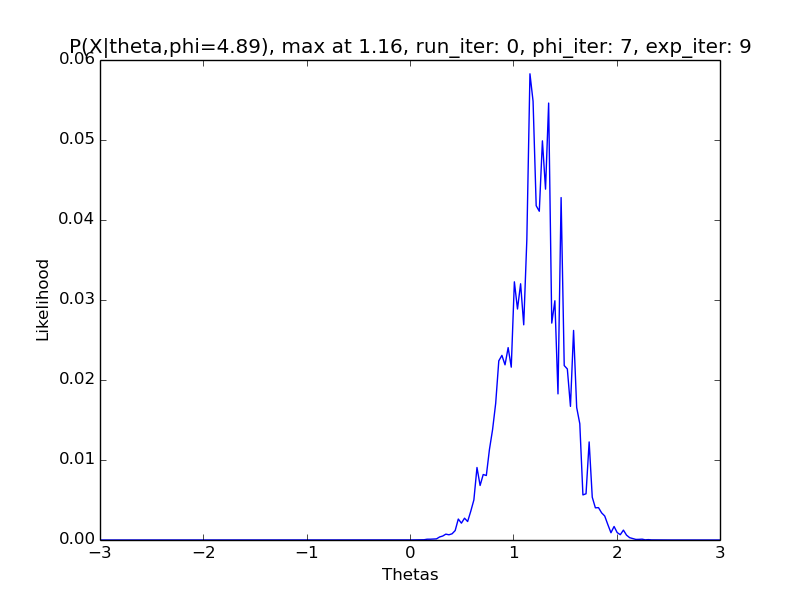 P(X|theta,phi=4.89), max at 1.16, run_iter: 0, phi_iter: 7, exp_iter: 9
0.06
0.05
0.04
0.03
0.02
0.01
0.00
Likelihood
−3 −2 −1 0 1 2 3
Thetas